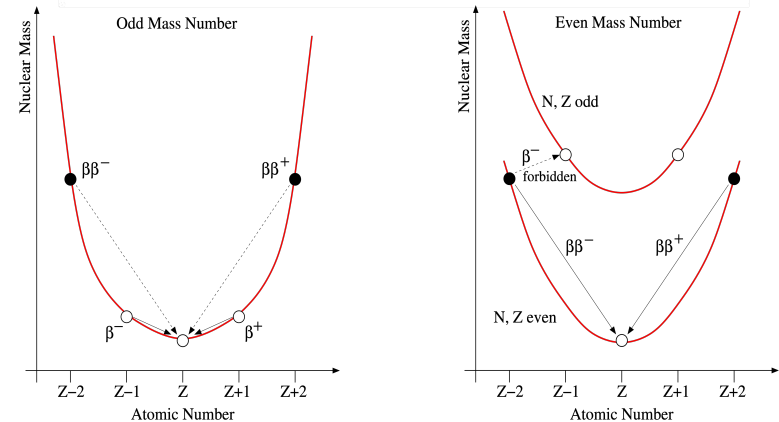 Odd Mass Number
Nuclear Mass
ββ−
ββ+
β−
β+
Z−2 Z−1 Z Z+1 Z+2
Atomic Number
Even Mass Number
Nuclear Mass
N, Z odd
β−
forbidden
ββ−
ββ+
N, Z even
Z−2 Z−1 Z Z+1 Z+2
Atomic Number